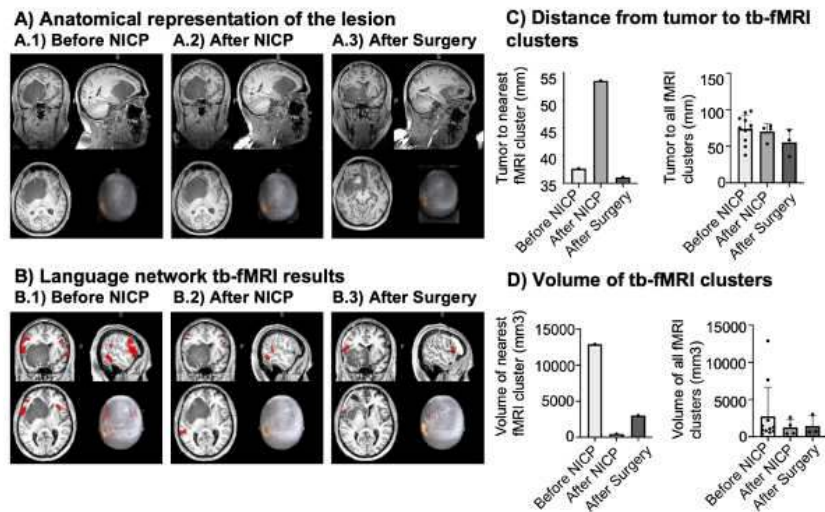 A) Anatomical representation of the lesion
A.1) Before NICP
A.2) After NICP
A.3) After Surgery
B) Language network tb-fMRI results
B.1) Before NICP
B.2) After NICP
B.3) After Surgery
C) Distance from tumor to tb-fMRI
clusters
Tumor to nearest
fMRI cluster (mm)
55
50
45
40
35
Before NICP
After NICP
After Surgery
Tumor to all fMRI
clusters (mm)
150
100
50
0
Before NICP
After NICP
After Surgery
D) Volume of tb-fMRI clusters
Volume of nearest
fMRI cluster (mm3)
15000
10000
5000
0
Before NICP
After NICP
After Surgery
Volume of all fMRI
clusters (mm3)
15000
10000
5000
0
Before NICP
After NICP
After Surgery